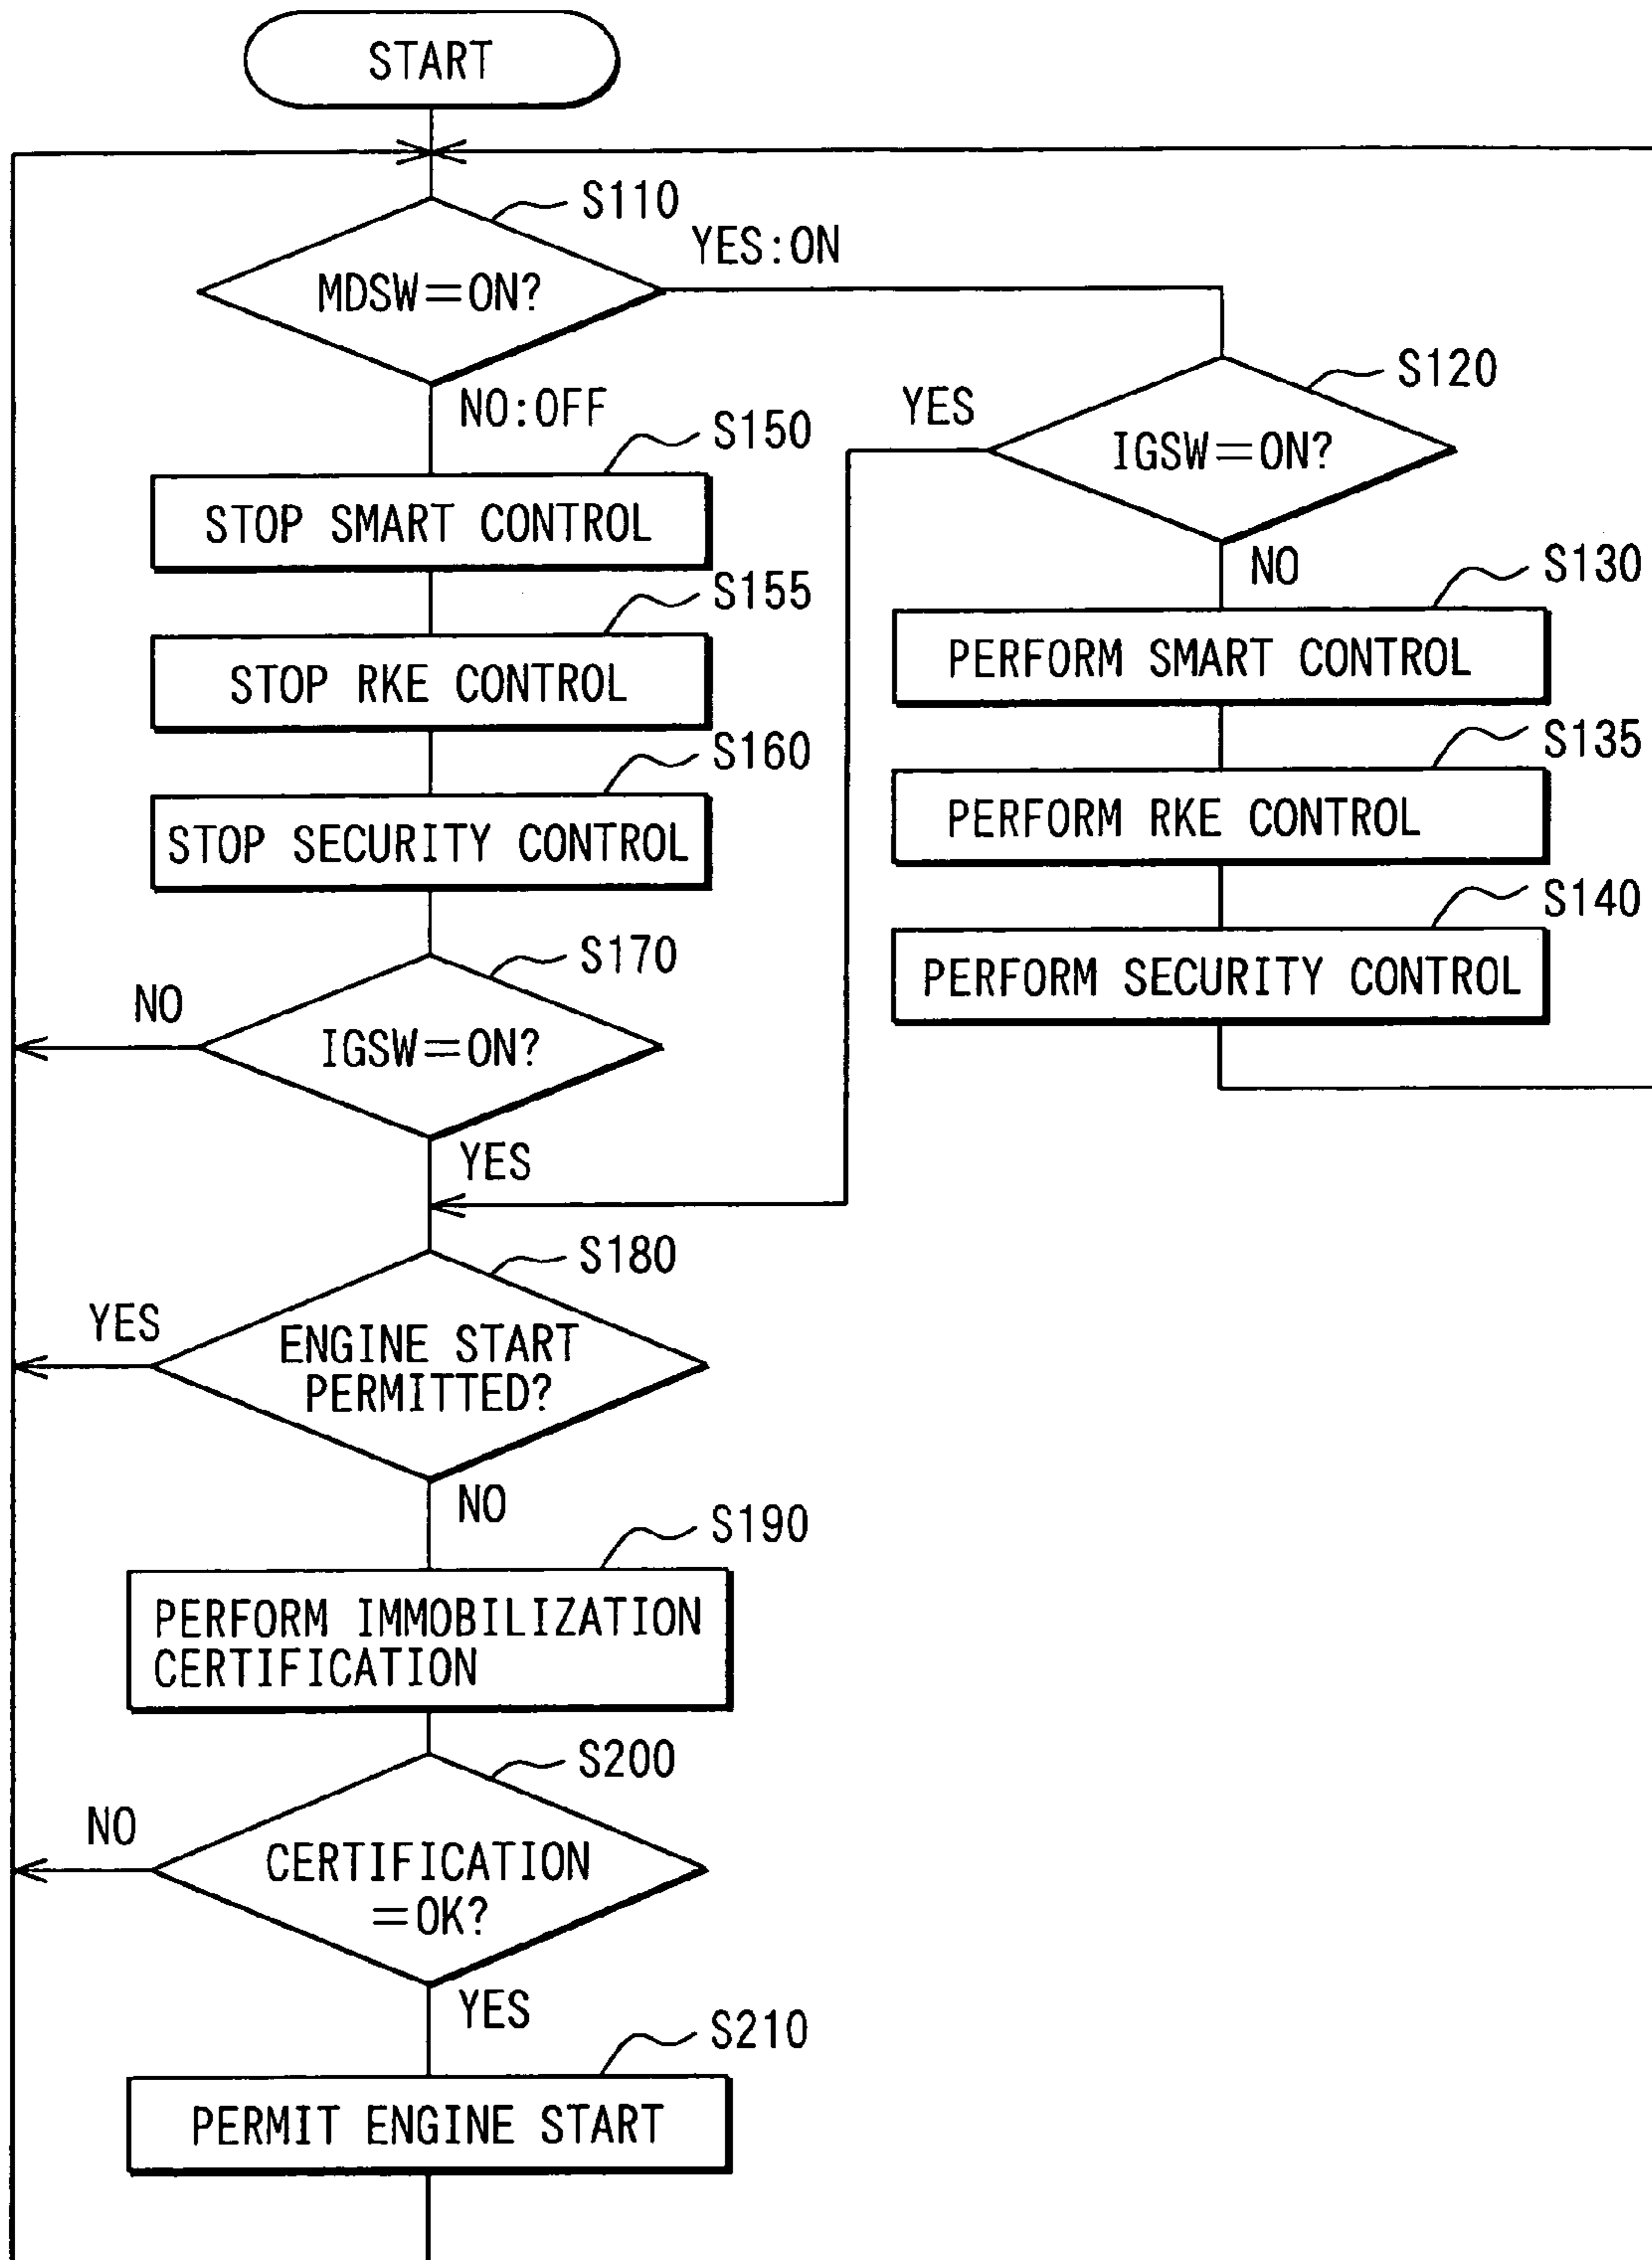 START
S110
YES:ON
MDSW=ON?
NO:OFF
S120
YES
IGSW=ON?
NO
S150
STOP SMART CONTROL
S155
STOP RKE CONTROL
S160
STOP SECURITY CONTROL
S130
PERFORM SMART CONTROL
S135
PERFORM RKE CONTROL
S140
PERFORM SECURITY CONTROL
S170
NO
IGSW=ON?
YES
S180
YES
ENGINE START
PERMITTED?
NO
S190
PERFORM IMMOBILIZATION
CERTIFICATION
S200
NO
CERTIFICATION
=OK?
YES
S210
PERMIT ENGINE START